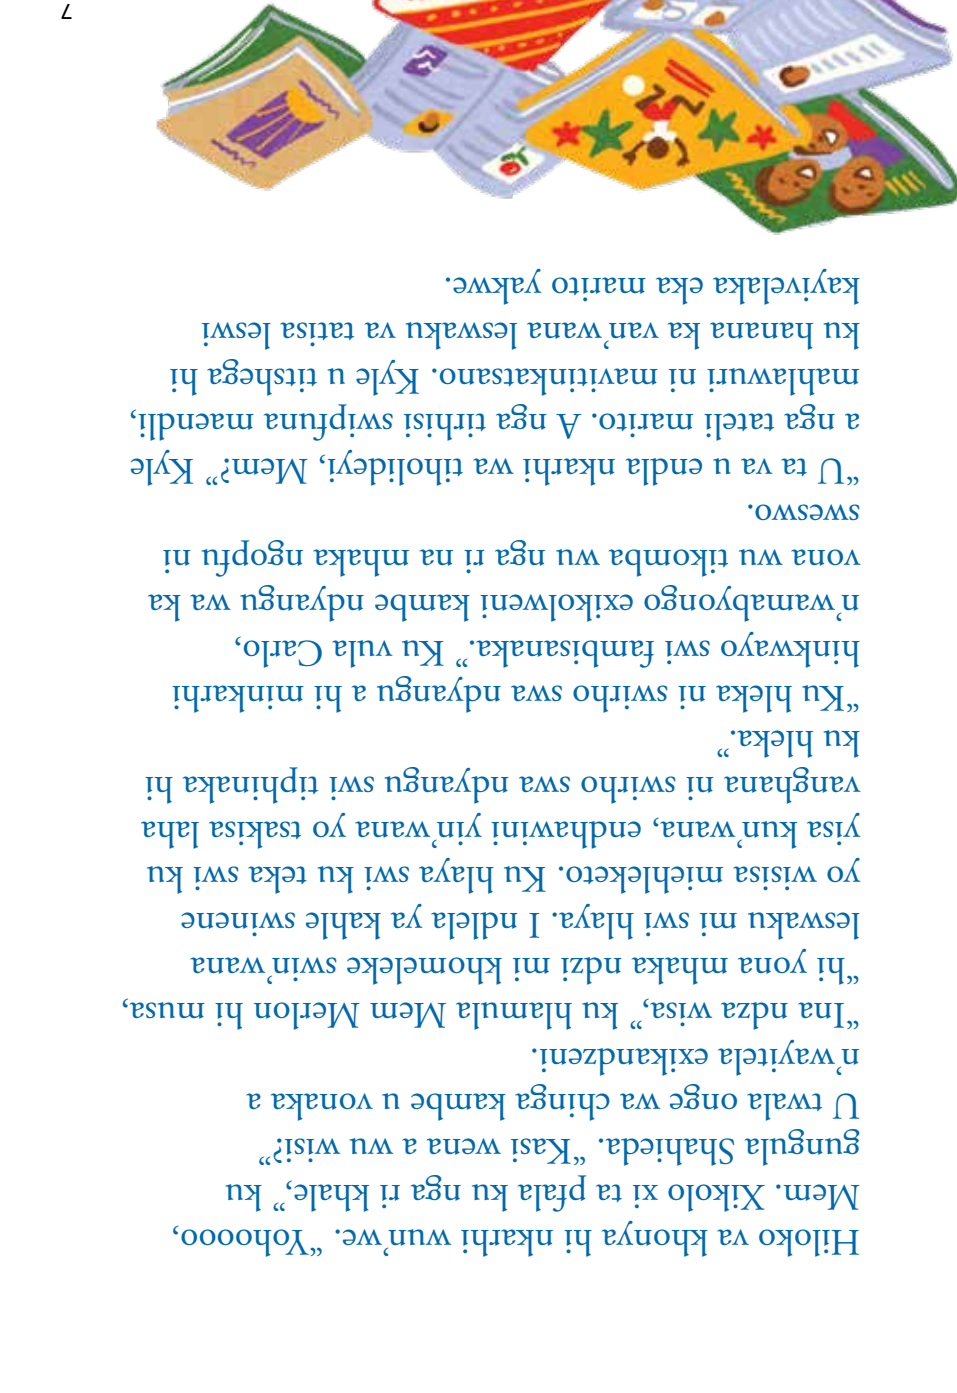 Hiloko va khonya hi nkarhi wun’we. “Yohoooo,
Mem. Xikolo xi ta pfala ku nga ri khale,” ku
gungula Shahieda. “Kasi wena a wu wisi?”
U twala onge wa chinga kambe u vonaka a
n’wayitela exikandzeni.
“Ina ndza wisa,” ku hlamula Mem Merlon hi musa,
“hi yona mhaka ndzi mi khomeleke swin’wana
leswaku mi swi hlaya. I ndlela ya kahle swinene
yo wisisa miehleketo. Ku hlaya swi ku teka swi ku
yisa kun’wana, endhawini yin’wana yo tsakisa laha
vanghana ni swirho swa ndyangu swi tiphinaka hi
ku hleka.”
“Ku hleka ni swirho swa ndyangu a hi minkarhi
hinkwayo swi fambisanaka.” Ku vula Carlo,
n’wamabyongo exikolweni kambe ndyangu wa ka
vona wu tikomba wu nga ri na mhaka ngopfu ni
sweswo.
“U ta va u endla nkarhi wa tiholideyi, Mem?” Kyle
a nga tateli marito. A nga tirhisi swipfuna maendli,
mahlawuri ni mavitinkatsano. Kyle u titshega hi
ku hanana ka van’wana leswaku va tatisa leswi
kayivelaka eka marito yakwe.
7